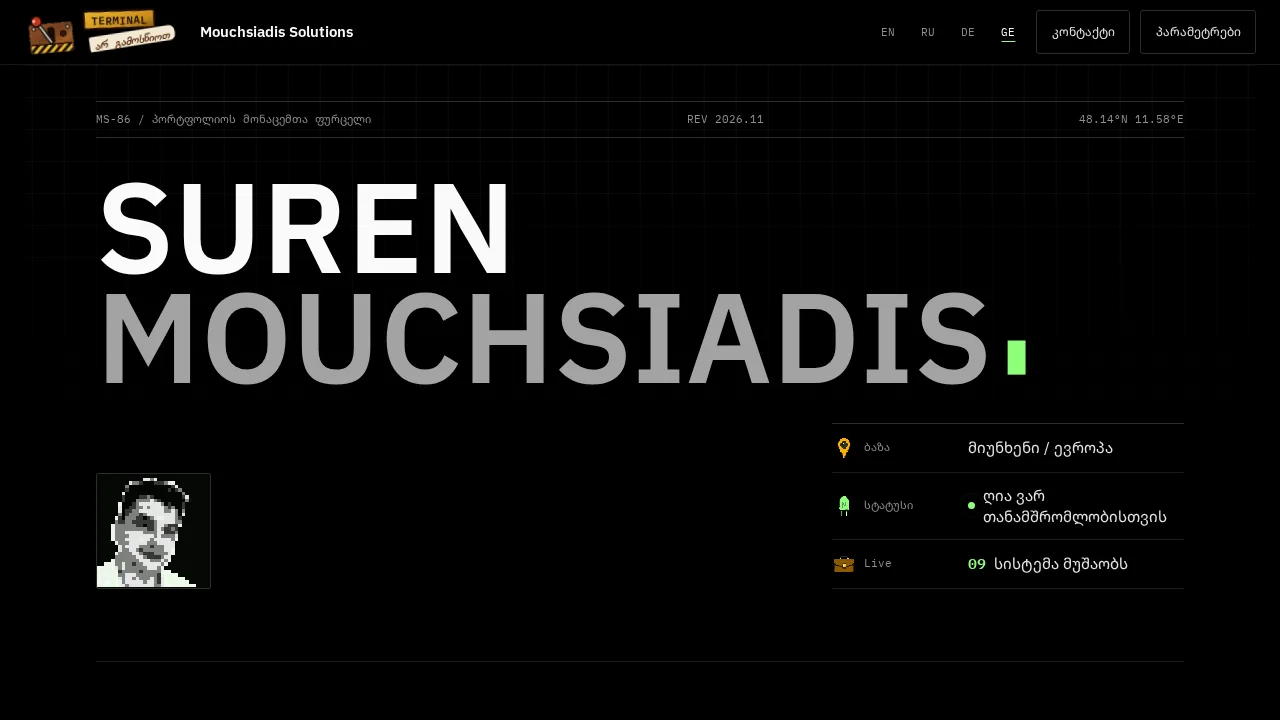 TERMINAL
არ გამოსწიოთ
Mouchsiadis Solutions
EN RU DE GE
კონტაქტი
პარამეტრები
MS-86 / პორტფოლიოს მონაცემთა ფურცელი
REV 2026.11
48.14°N 11.58°E
SUREN
MOUCHSIADIS.
ბაზა
მიუნხენი / ევროპა
სტატუსი
ღია ვარ
თანამშრომლობისთვის
Live
09 სისტემა მუშაობს